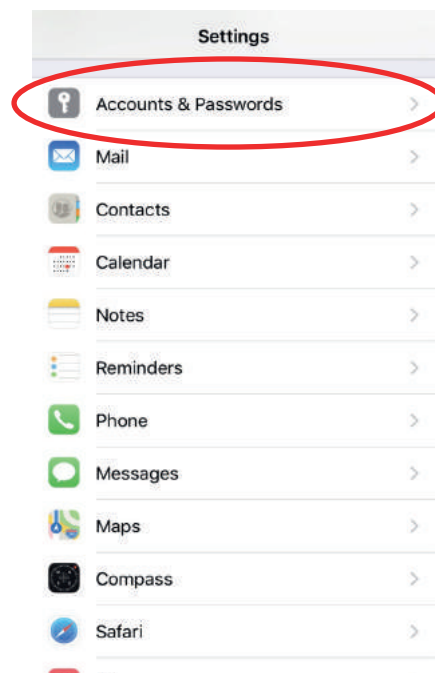 Settings
Accounts & Passwords
Mail
Contacts
Calendar
Notes
Reminders
Phone
Messages
Maps
Compass
Safari